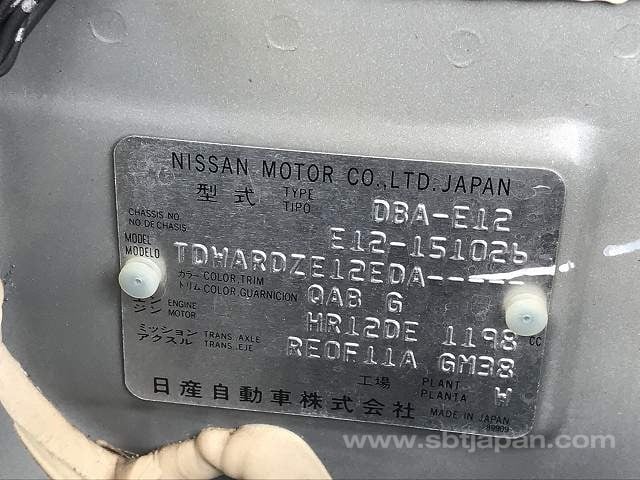 NISSAN MOTOR CO.,LTD.JAPAN
型式 TYPE TIPO DBA-E12
CHASSIS NO. NO DE CHASIS E12-151026
MODEL MODELO TDWARDZE12EDA-----
カラー COLOR,TRIM トリム COLOR,GUARNICION QAB G
エンジン ENGINE MOTOR HR12DE 1198 CC
ミッション TRANS. AXLE アクスル TRANS. EJE RE0F11A GM38
工場 PLANT PLANTA W
日産自動車株式会社 MADE IN JAPAN
www.sbtjapan.com